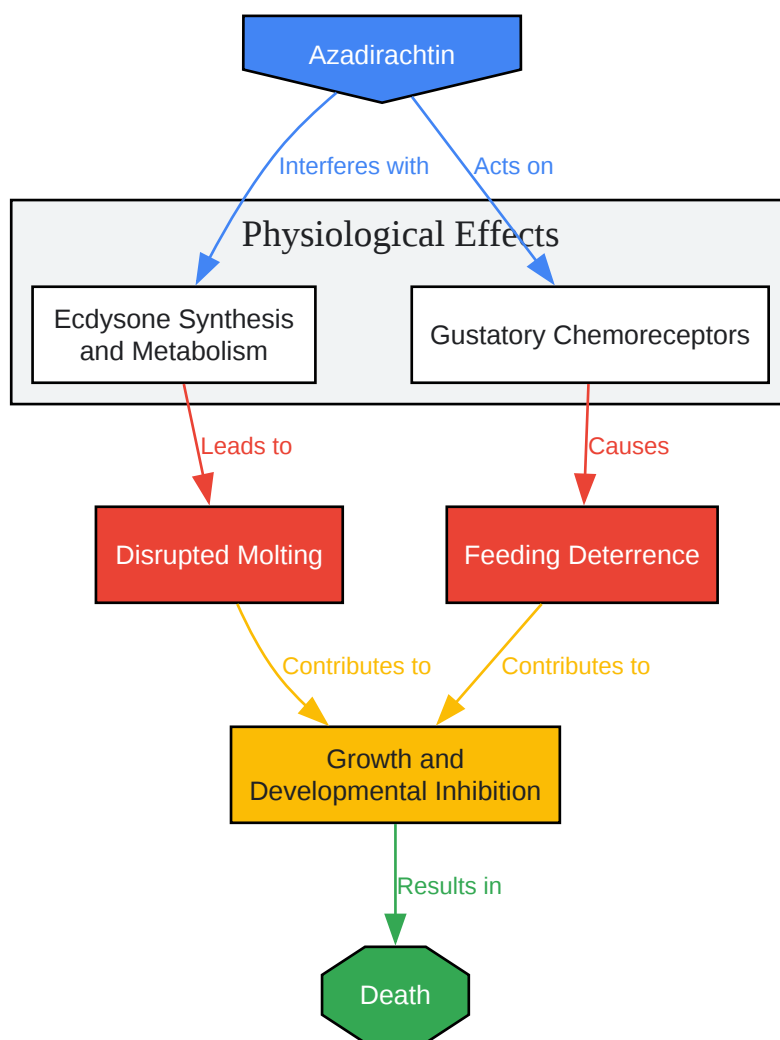 Azadirachtin
Interferes with
Acts on
Physiological Effects
Ecdysone Synthesis
and Metabolism
Gustatory Chemoreceptors
Leads to
Causes
Disrupted Molting
Feeding Deterrence
Contributes to
Contributes to
Growth and
Developmental Inhibition
Results in
Death